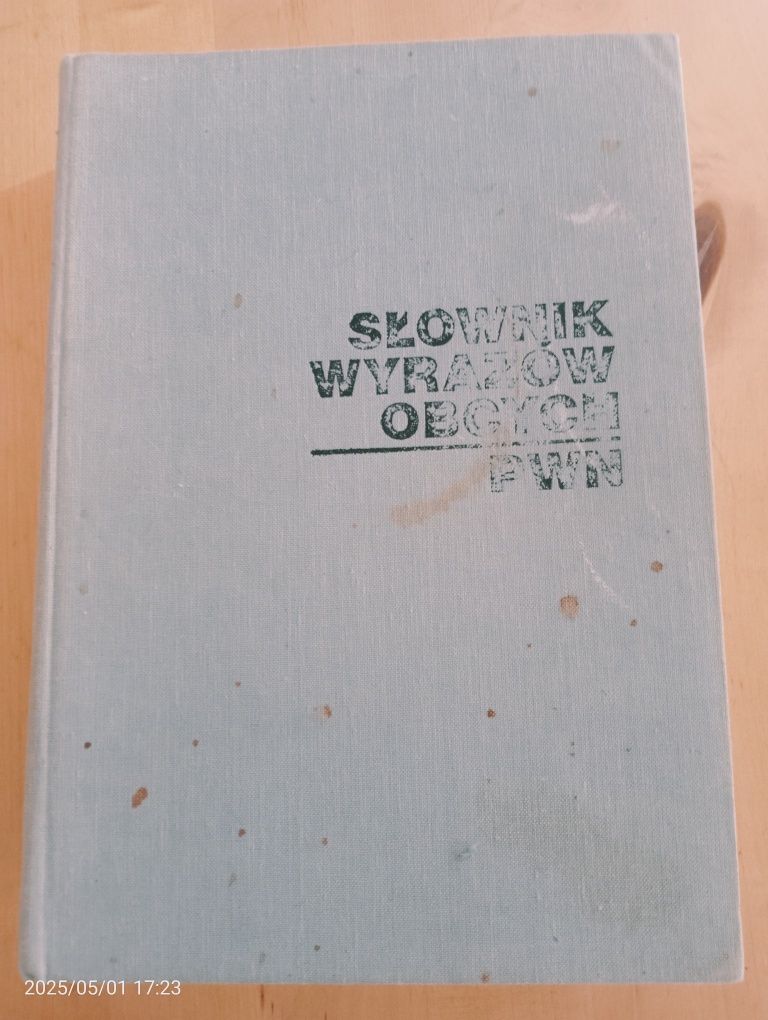 SŁOWNIK
WYRAZÓW
OBCYCH
PWN
2025/05/01 17:23